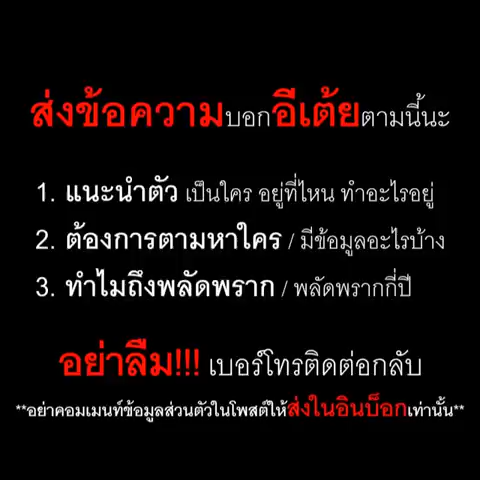 ส่งข้อความบอกอีเต้ยตามนี้นะ
1. แนะนำตัว เป็นใคร อยู่ที่ไหน ทำอะไรอยู่
2. ต้องการตามหาใคร / มีข้อมูลอะไรบ้าง
3. ทำไมถึงพลัดพราก / พลัดพรากกี่ปี
อย่าลืม!!! เบอร์โทรติดต่อกลับ
**อย่าคอมเมนท์ข้อมูลส่วนตัวในโพสต์ให้ส่งในอินบ็อกเท่านั้น**